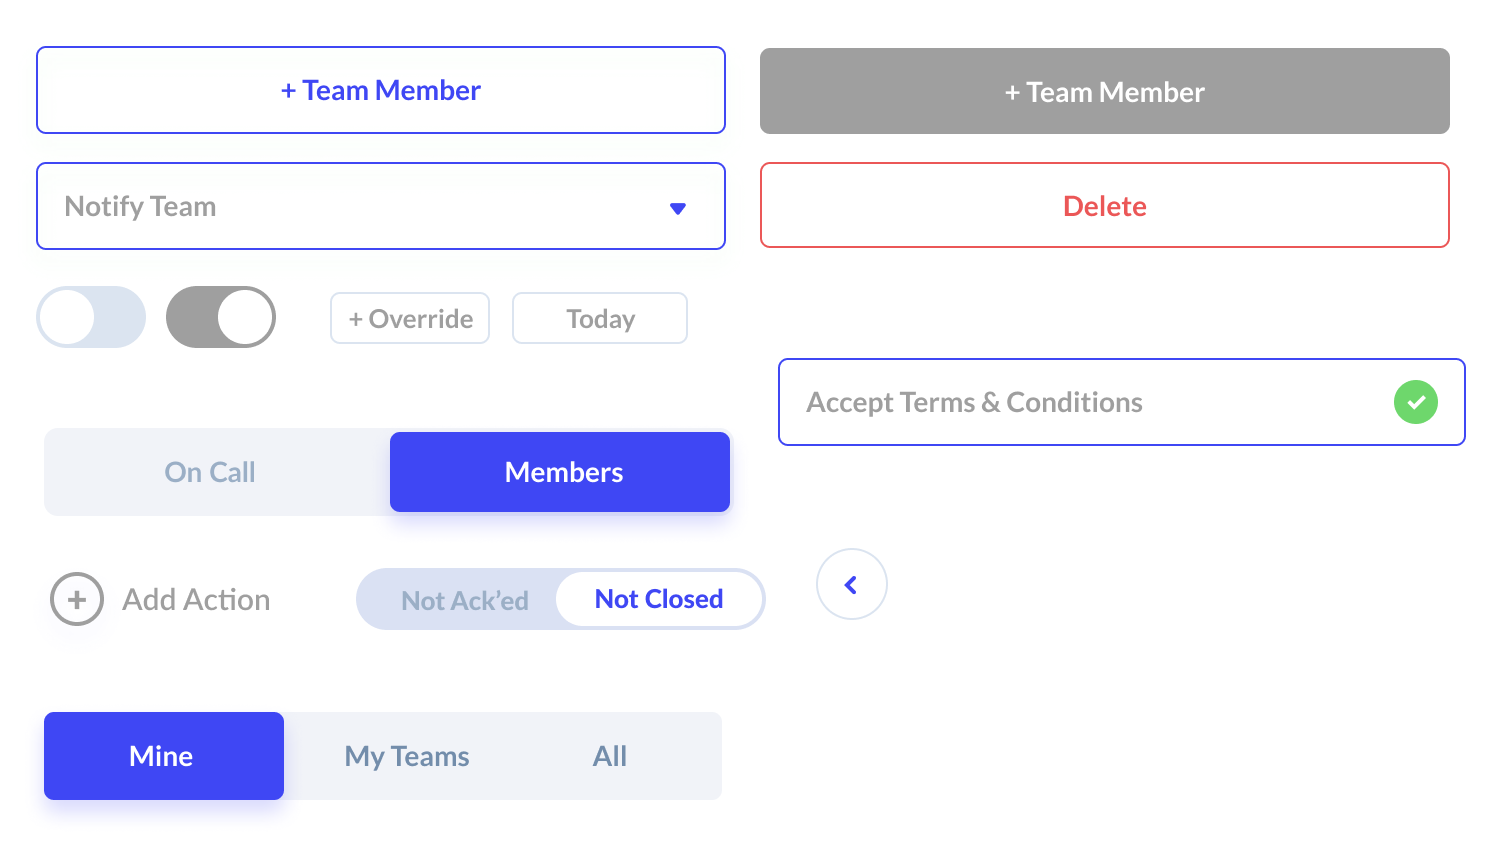 + Team Member
+ Team Member
Notify Team
Delete
+ Override
Today
Accept Terms & Conditions
On Call
Members
Add Action
Not Ack’ed
Not Closed
Mine
My Teams
All